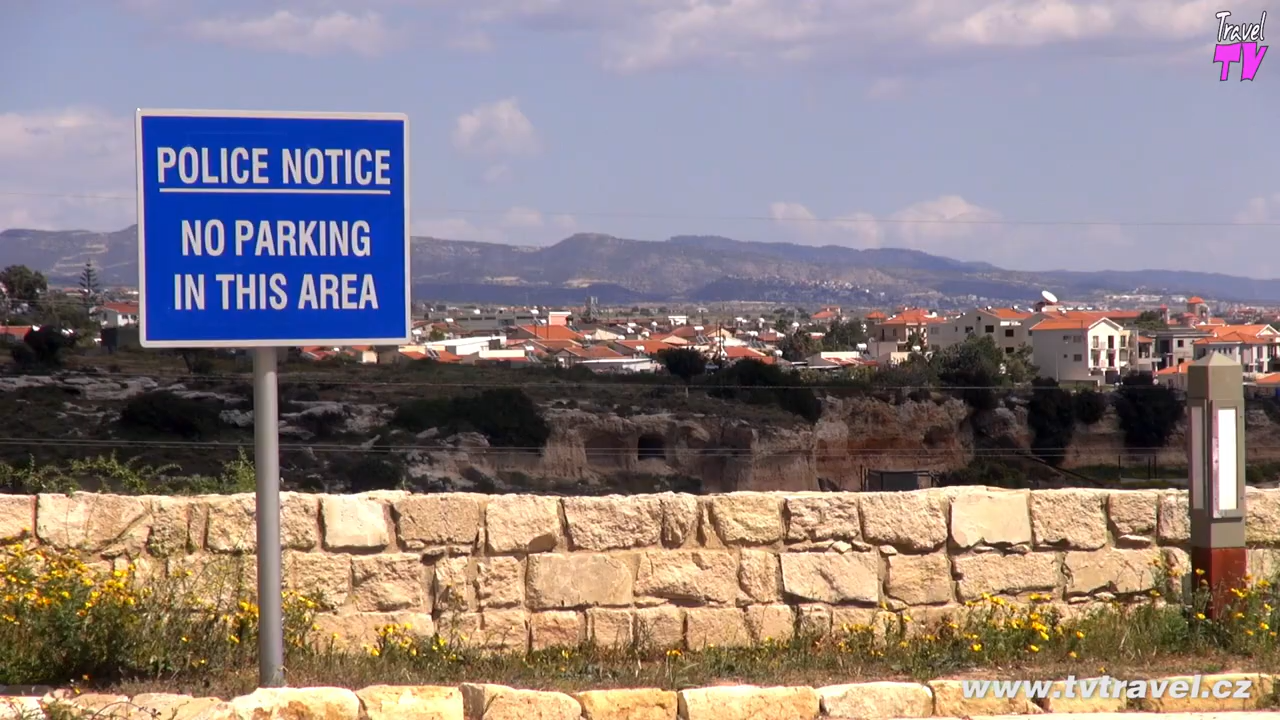 Travel
TV
POLICE NOTICE
NO PARKING
IN THIS AREA
www.tvtravel.cz